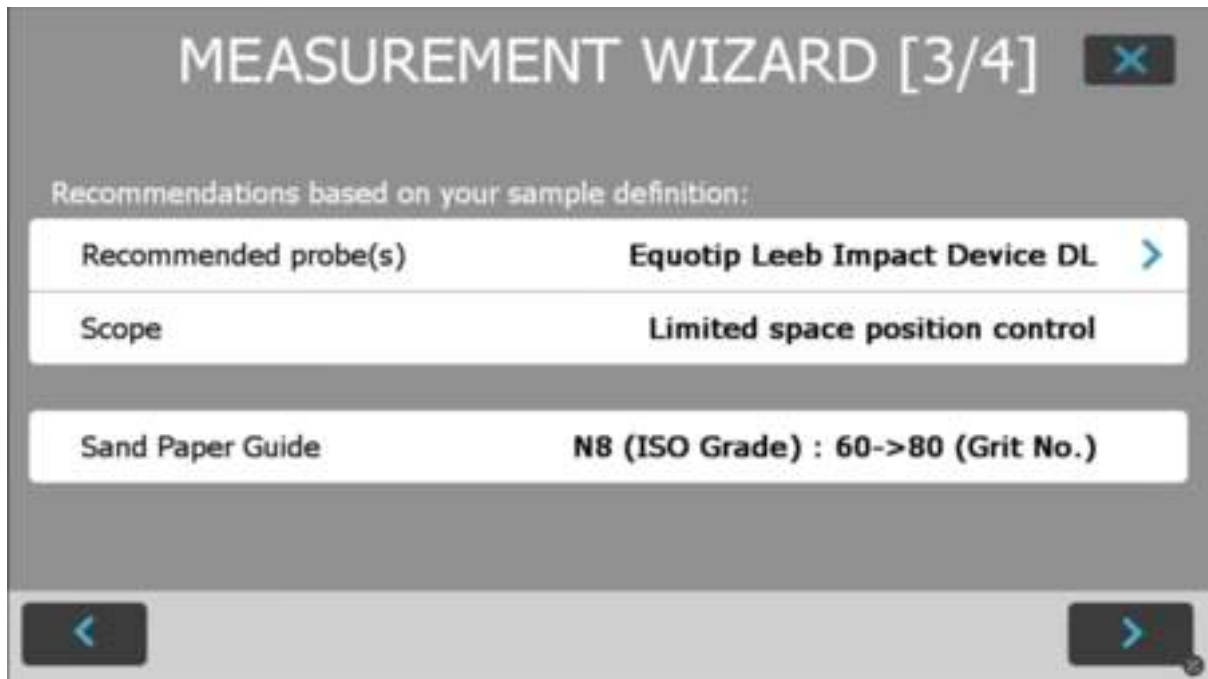 MEASUREMENT WIZARD [3/4]
Recommendations based on your sample definition:
Recommended probe(s) Equotip Leeb Impact Device DL
Scope Limited space position control
Sand Paper Guide N8 (ISO Grade) : 60->80 (Grit No.)